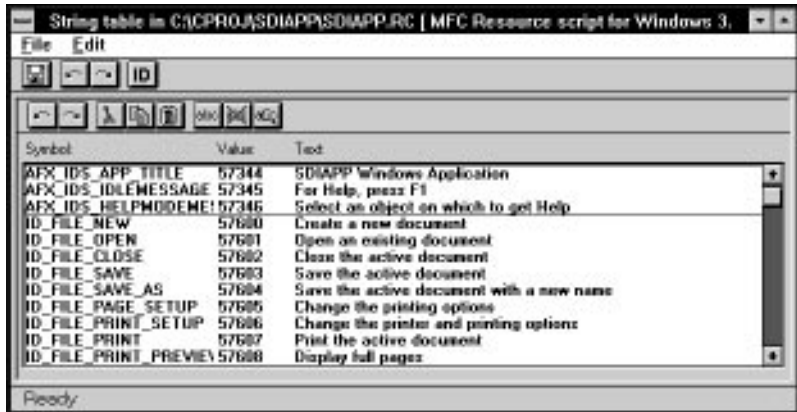 String table in C:\CPROJ\SDIAPP\SDIAPP.RC [ MFC Resource script for Windows 3.
File Edit
ID
abc
Symbol Value Text
AFX_IDS_APP_TITLE 57344 SDIAPP Windows Application
AFX_IDS_IDLEMESSAGE 57345 For Help, press F1
AFX_IDS_HELPMODEME! 57346 Select an object on which to get Help
ID_FILE_NEW 57600 Create a new document
ID_FILE_OPEN 57601 Open an existing document
ID_FILE_CLOSE 57602 Close the active document
ID_FILE_SAVE 57603 Save the active document
ID_FILE_SAVE_AS 57604 Save the active document with a new name
ID_FILE_PAGE_SETUP 57605 Change the printing options
ID_FILE_PRINT_SETUP 57606 Change the printer and printing options
ID_FILE_PRINT 57607 Print the active document
ID_FILE_PRINT_PREVIEW 57608 Display full pages
Ready